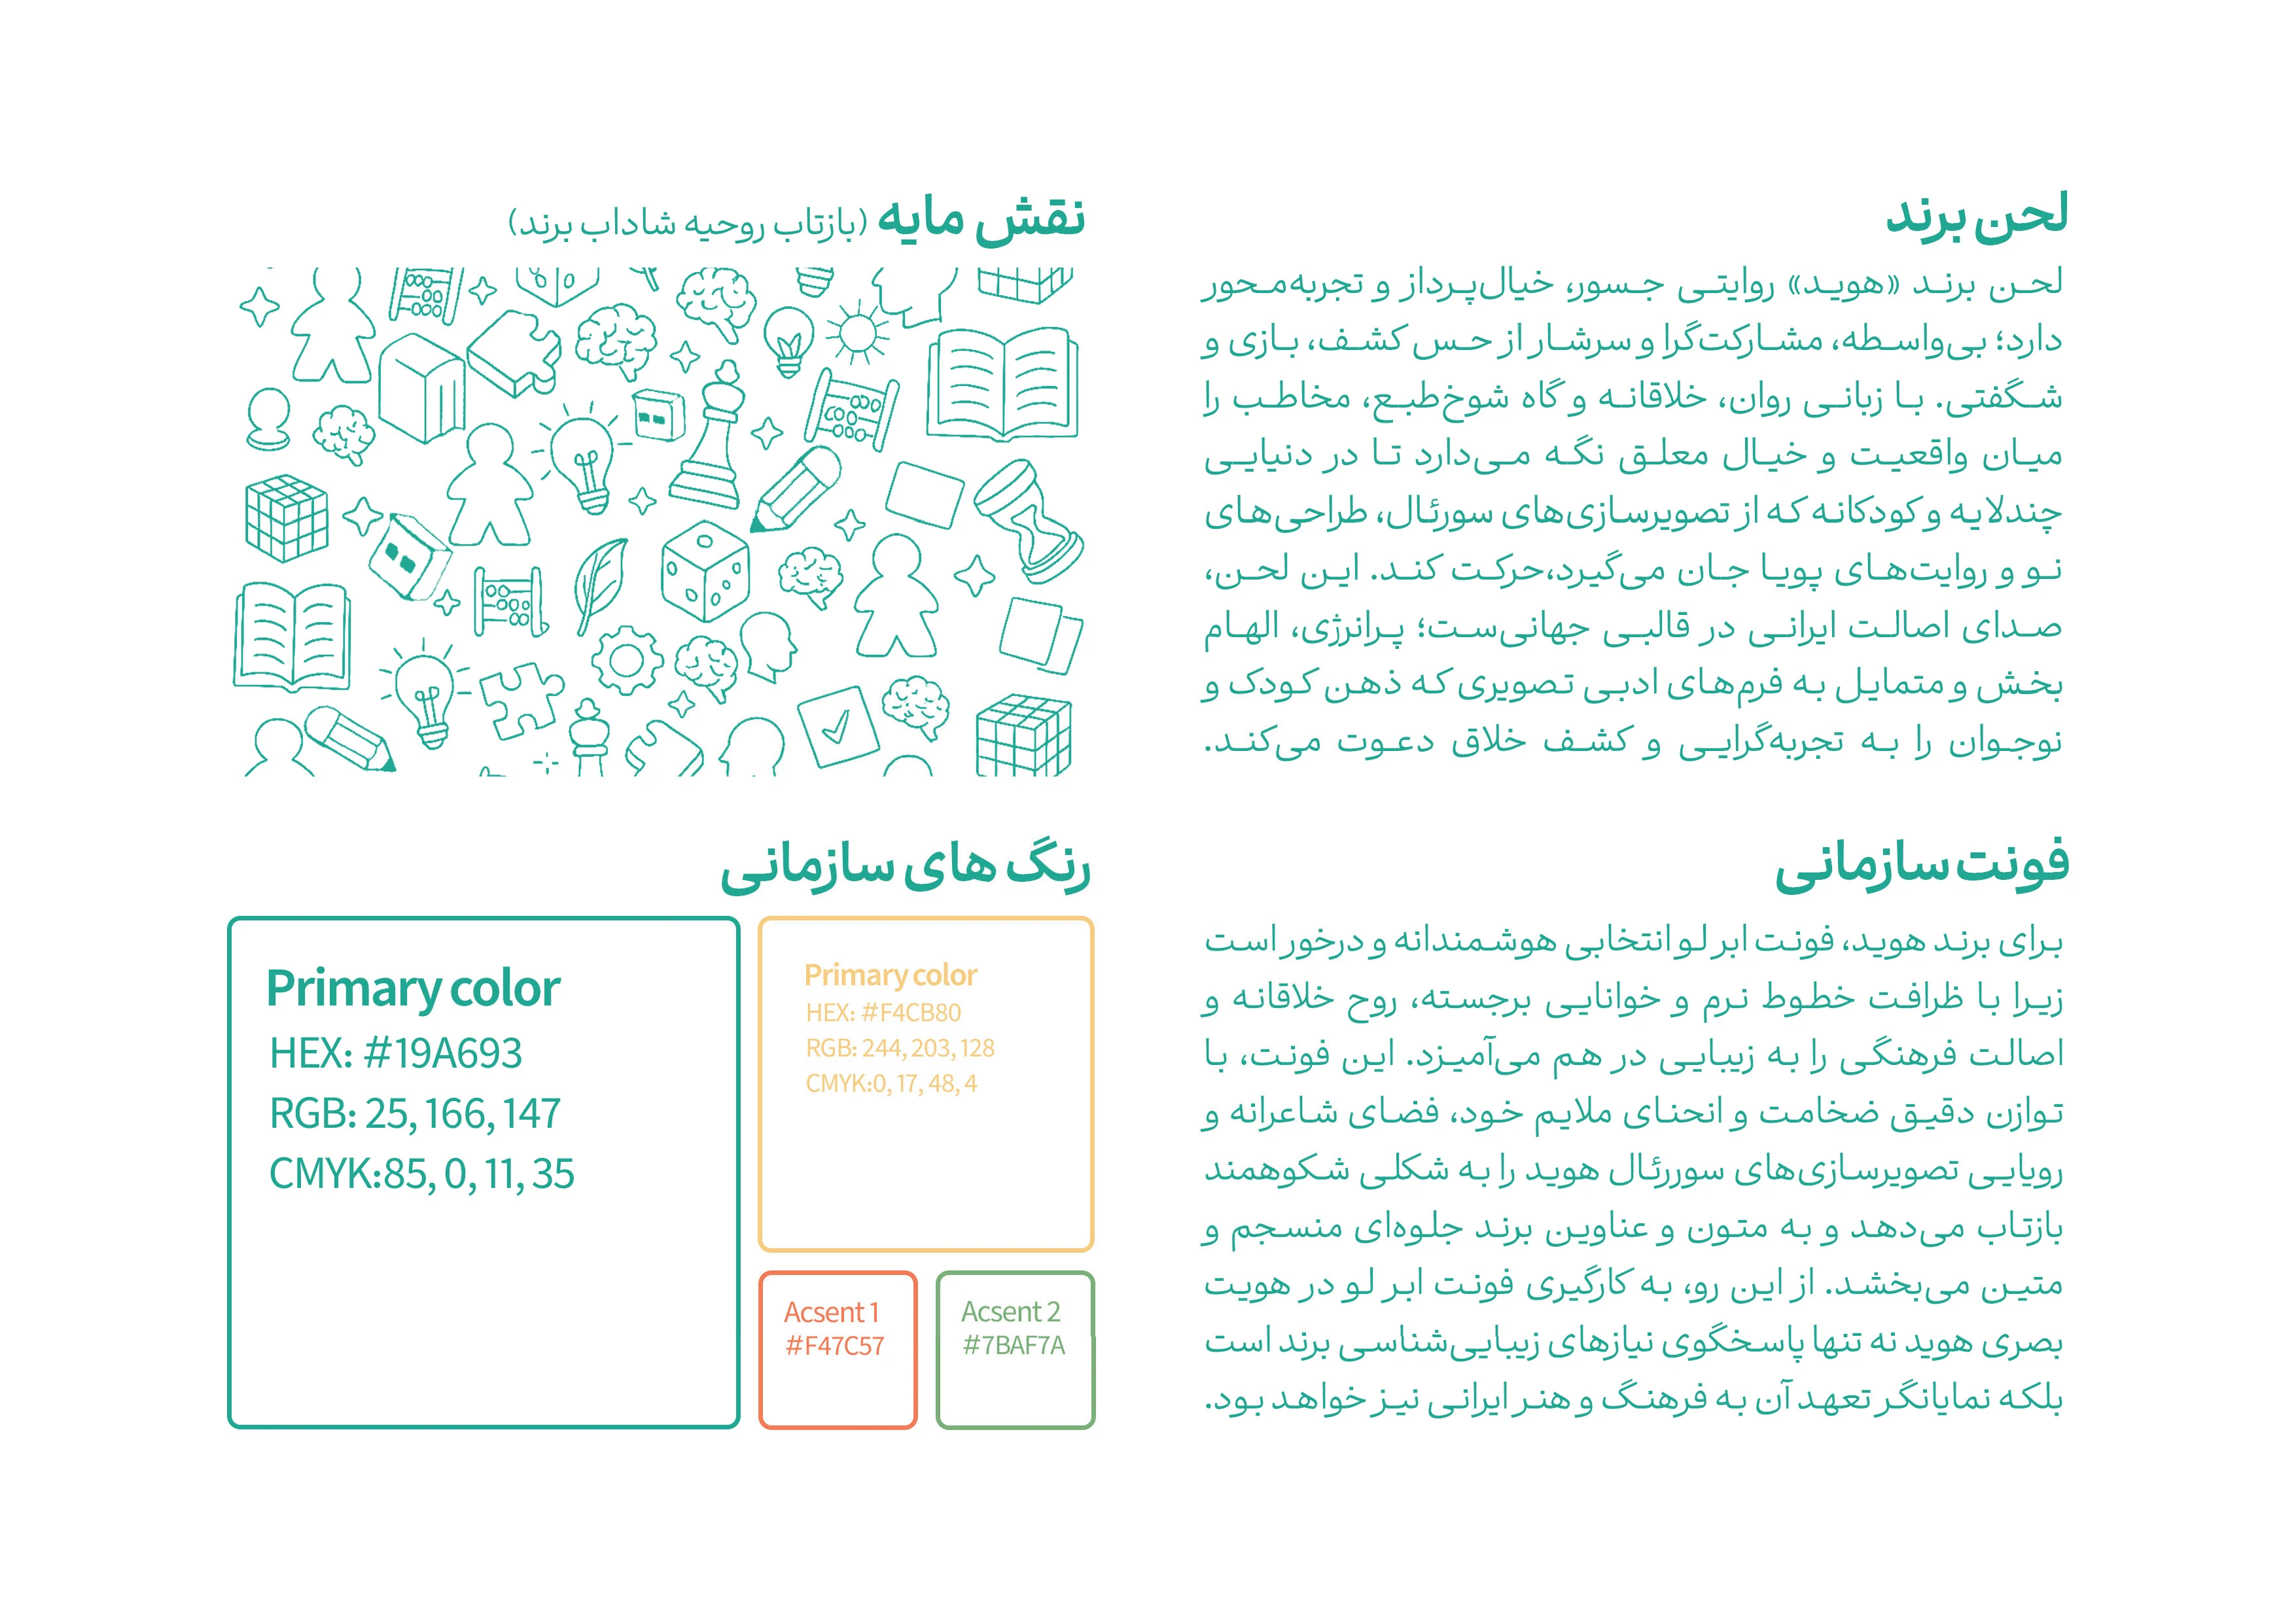 لحن برند
لحن برند «هوید» روایتی جسور، خیال‌پرداز و تجربه‌محور
دارد؛ بی‌واسطه، مشارکت‌گرا و سرشار از حس کشف، بازی و
شگفتی. با زبانی روان، خلاقانه و گاه شوخ‌طبع، مخاطب را
میان واقعیت و خیال معلق نگه می‌دارد تا در دنیایی
چندلایه و کودکانه که از تصویرسازی‌های سورئال، طراحی‌های
نو و روایت‌های پویا جان می‌گیرد،حرکت کند. این لحن،
صدای اصالت ایرانی در قالبی جهانی‌ست؛ پرانرژی، الهام
بخش و متمایل به فرم‌های ادبی تصویری که ذهن کودک و
نوجوان را به تجربه‌گرایی و کشف خلاق دعوت می‌کند.
فونت سازمانی
برای برند هوید، فونت ابر لو انتخابی هوشمندانه و درخور است
زیرا با ظرافت خطوط نرم و خوانایی برجسته، روح خلاقانه و
اصالت فرهنگی را به زیبایی در هم می‌آمیزد. این فونت، با
توازن دقیق ضخامت و انحنای ملایم خود، فضای شاعرانه و
رویایی تصویرسازی‌های سوررئال هوید را به شکلی شکوهمند
بازتاب می‌دهد و به متون و عناوین برند جلوه‌ای منسجم و
متین می‌بخشد. از این رو، به کارگیری فونت ابر لو در هویت
بصری هوید نه تنها پاسخگوی نیازهای زیبایی‌شناسی برند است
بلکه نمایانگر تعهد آن به فرهنگ و هنر ایرانی نیز خواهد بود.
نقش مایه (بازتاب روحیه شاداب برند)
رنگ های سازمانی
Primary color
HEX: #F4CB80
RGB: 244, 203, 128
CMYK:0, 17, 48, 4
Primary color
HEX: #19A693
RGB: 25, 166, 147
CMYK:85, 0, 11, 35
Acsent 2
#7BAF7A
Acsent 1
#F47C57